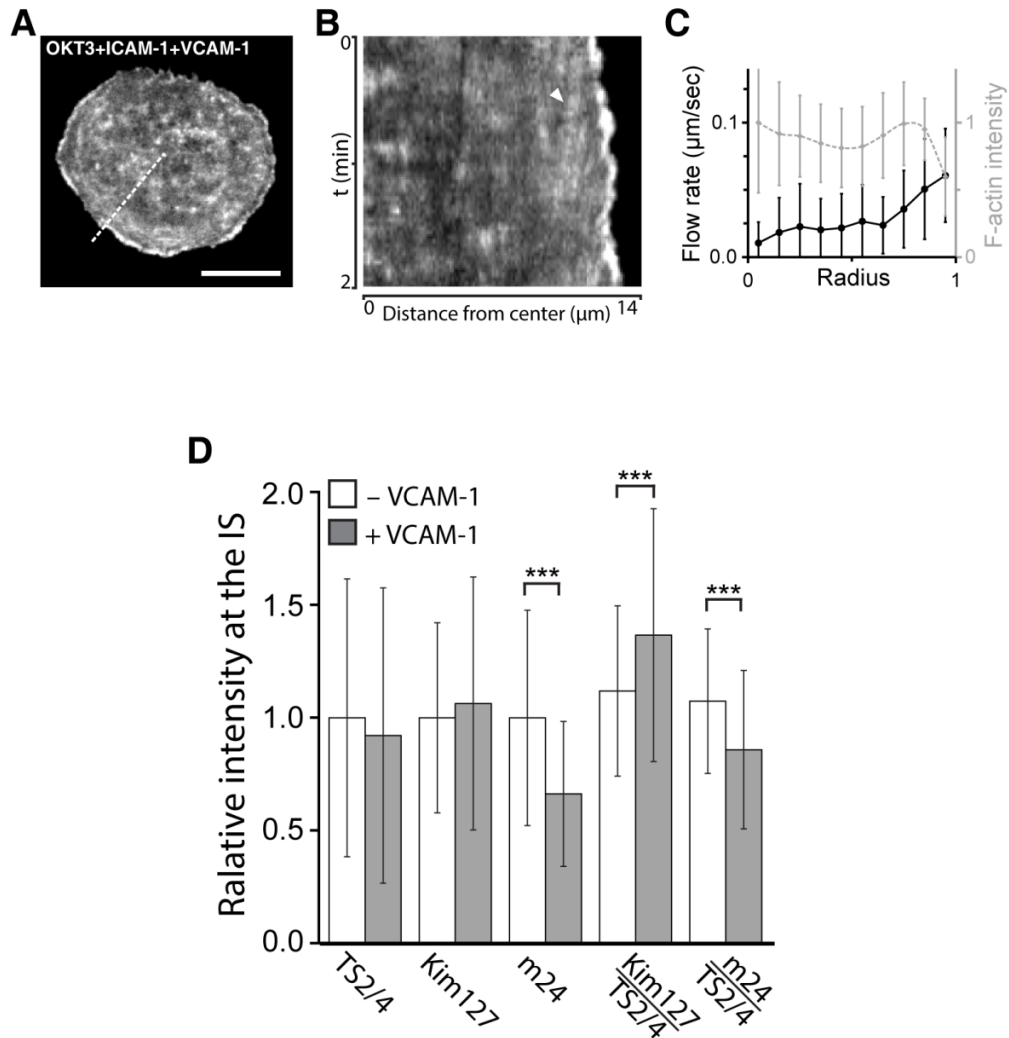 A
OKT3+ICAM-1+VCAM-1
B
0
t (min)
2
0 Distance from center (µm) 14
C
Flow rate (µm/sec)
0.1
0.0
0 Radius 1
1
0
F-actin intensity
D
Ralative intensity at the IS
2.0
1.5
1.0
0.5
0.0
– VCAM-1
+ VCAM-1
***
***
***
TS2/4
Kim127
m24
Kim127
TS2/4
m24
TS2/4